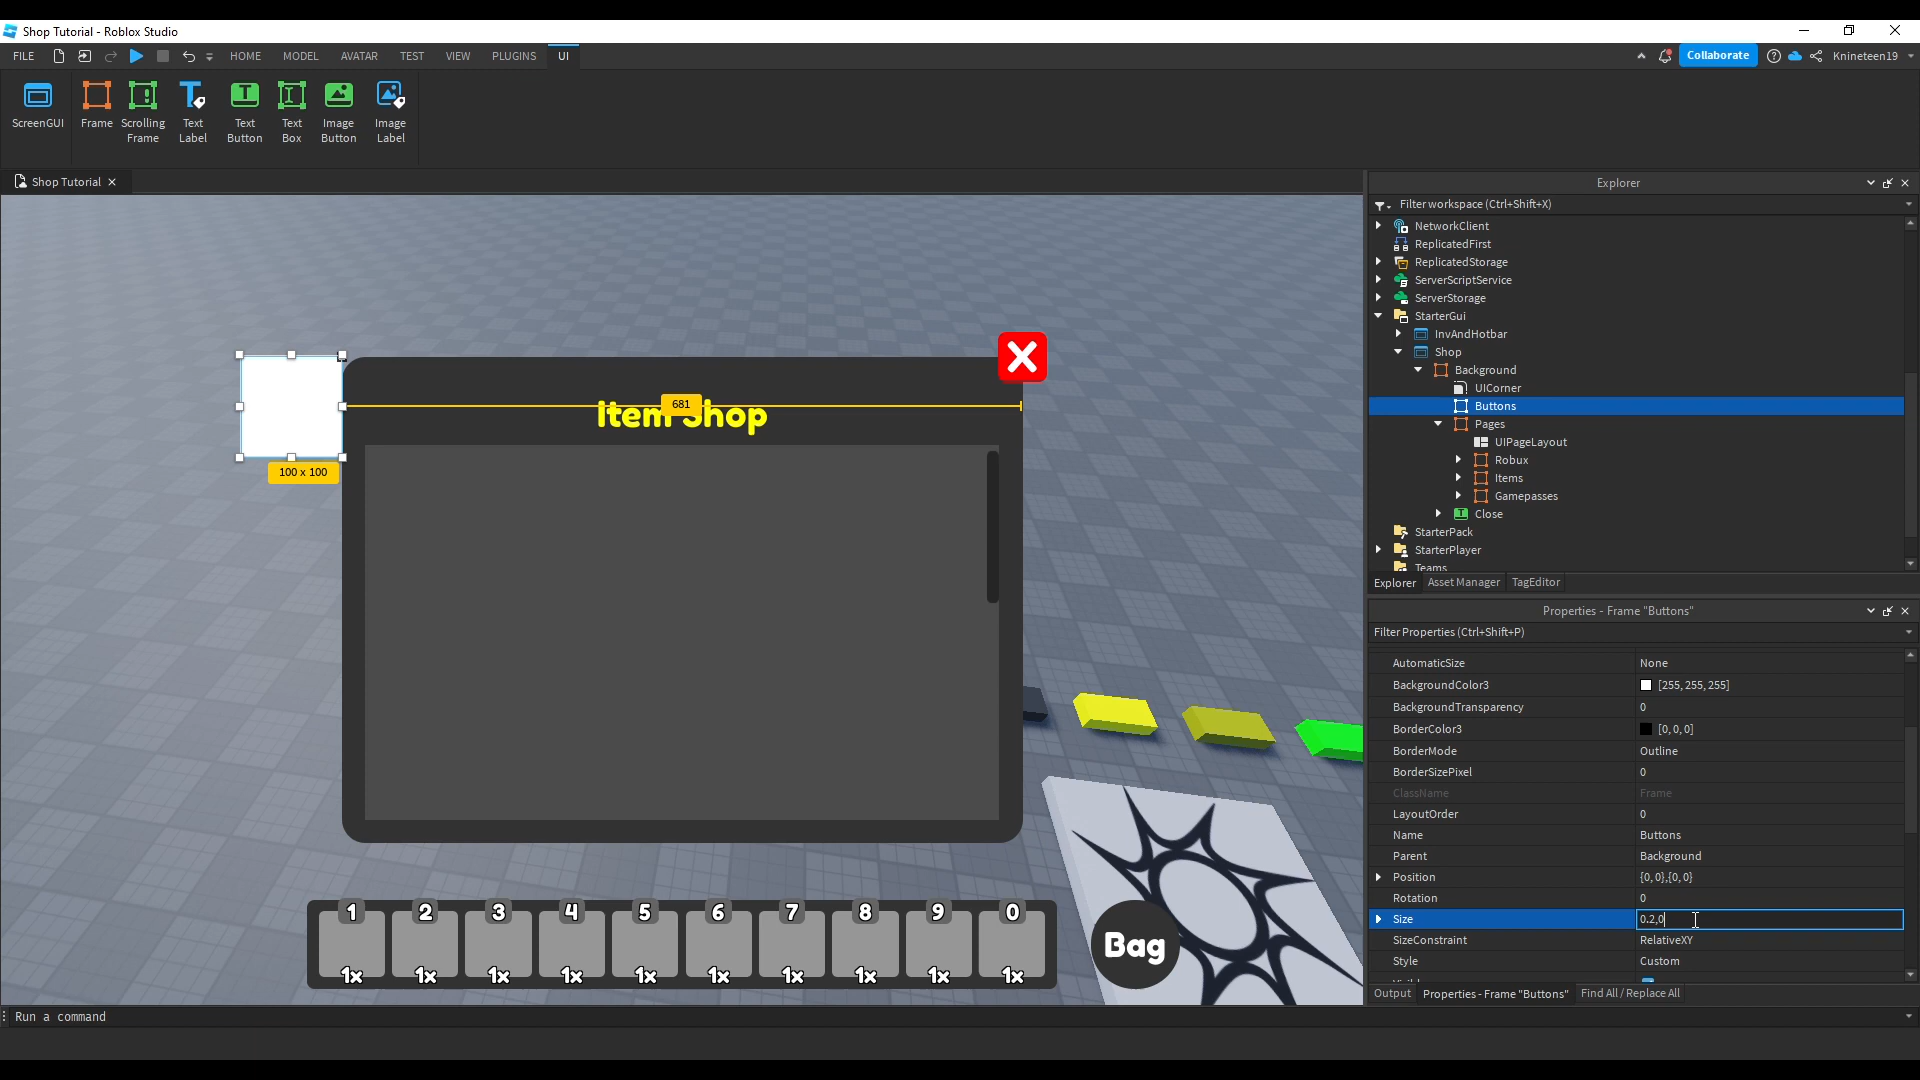 Shop Tutorial - Roblox Studio
FILE HOME MODEL AVATAR TEST VIEW PLUGINS UI Collaborate Knineteen19
ScreenGUI Frame Scrolling Frame Text Label Text Button Text Box Image Button Image Label
Shop Tutorial
Explorer
Filter workspace (Ctrl+Shift+X)
NetworkClient
ReplicatedFirst
ReplicatedStorage
ServerScriptService
ServerStorage
StarterGui
InvAndHotbar
Shop
Background
UICorner
Buttons
Pages
UIPageLayout
Robux
Items
Gamepasses
Close
StarterPack
StarterPlayer
Teams
Explorer Asset Manager TagEditor
681
Item Shop
100 x 100
1 2 3 4 5 6 7 8 9 0
1x 1x 1x 1x 1x 1x 1x 1x 1x 1x
Bag
Properties - Frame "Buttons"
Filter Properties (Ctrl+Shift+P)
AutomaticSize None
BackgroundColor3 [255, 255, 255]
BackgroundTransparency 0
BorderColor3 [0, 0, 0]
BorderMode Outline
BorderSizePixel 0
ClassName Frame
LayoutOrder 0
Name Buttons
Parent Background
Position {0, 0},{0, 0}
Rotation 0
Size 0.2,0
SizeConstraint RelativeXY
Style Custom
Output Properties - Frame "Buttons" Find All / Replace All
Run a command